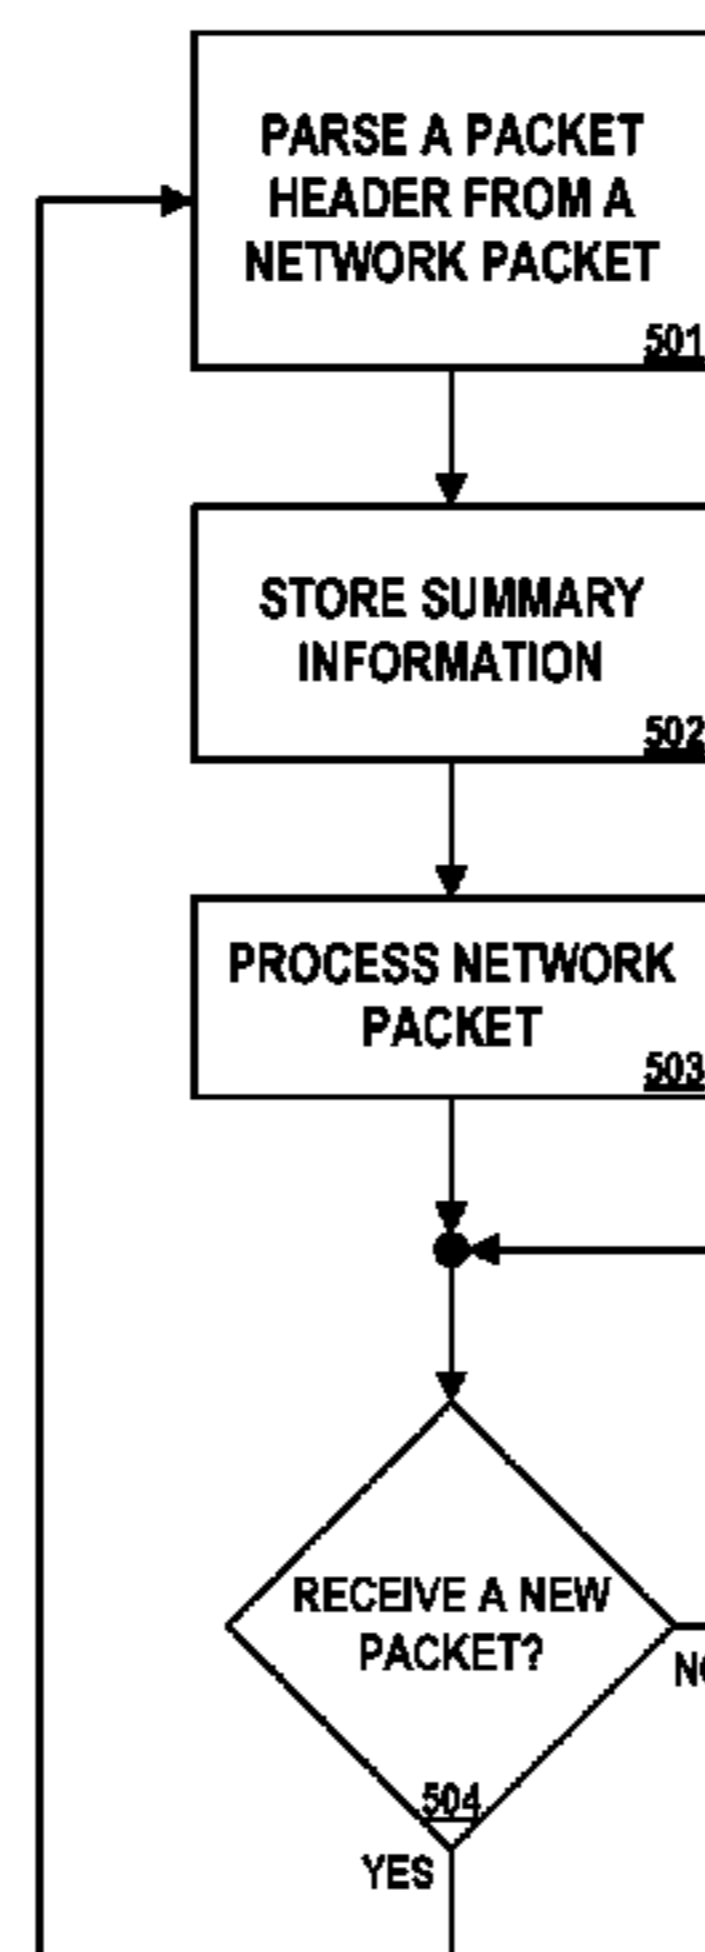 PARSE A PACKET
HEADER FROM A
NETWORK PACKET
501
STORE SUMMARY
INFORMATION
502
PROCESS NETWORK
PACKET
503
RECEIVE A NEW
PACKET?
504
YES